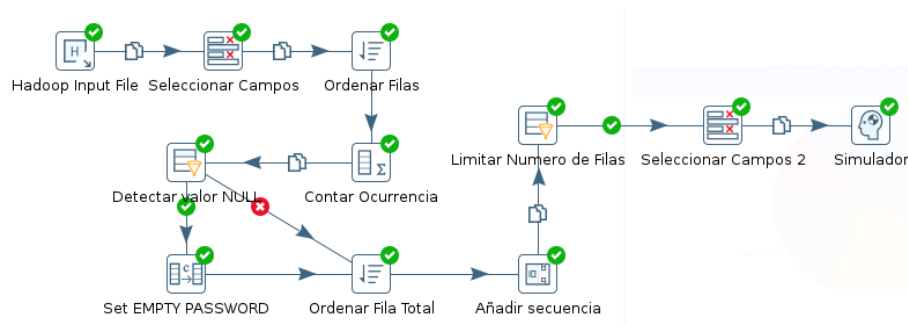 Hadoop Input File
Seleccionar Campos
Ordenar Filas
Limitar Numero de Filas
Seleccionar Campos 2
Simulador
Detectar valor NULL
Contar Ocurrencia
Set EMPTY PASSWORD
Ordenar Fila Total
Añadir secuencia